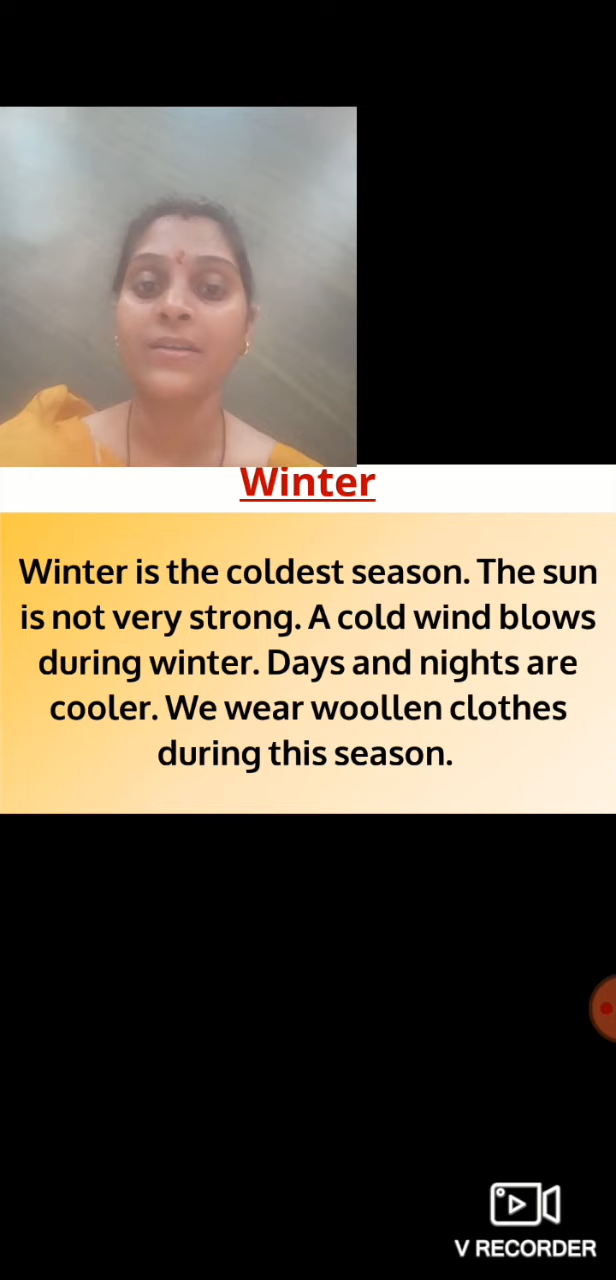 Winter
Winter is the coldest season. The sun
is not very strong. A cold wind blows
during winter. Days and nights are
cooler. We wear woollen clothes
during this season.
V RECORDER